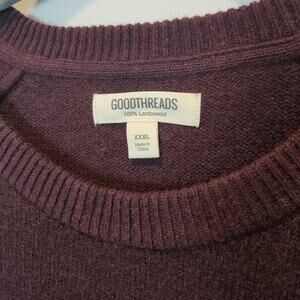 GOODTHREADS
100% Lambswool
XXXL
Made in
China